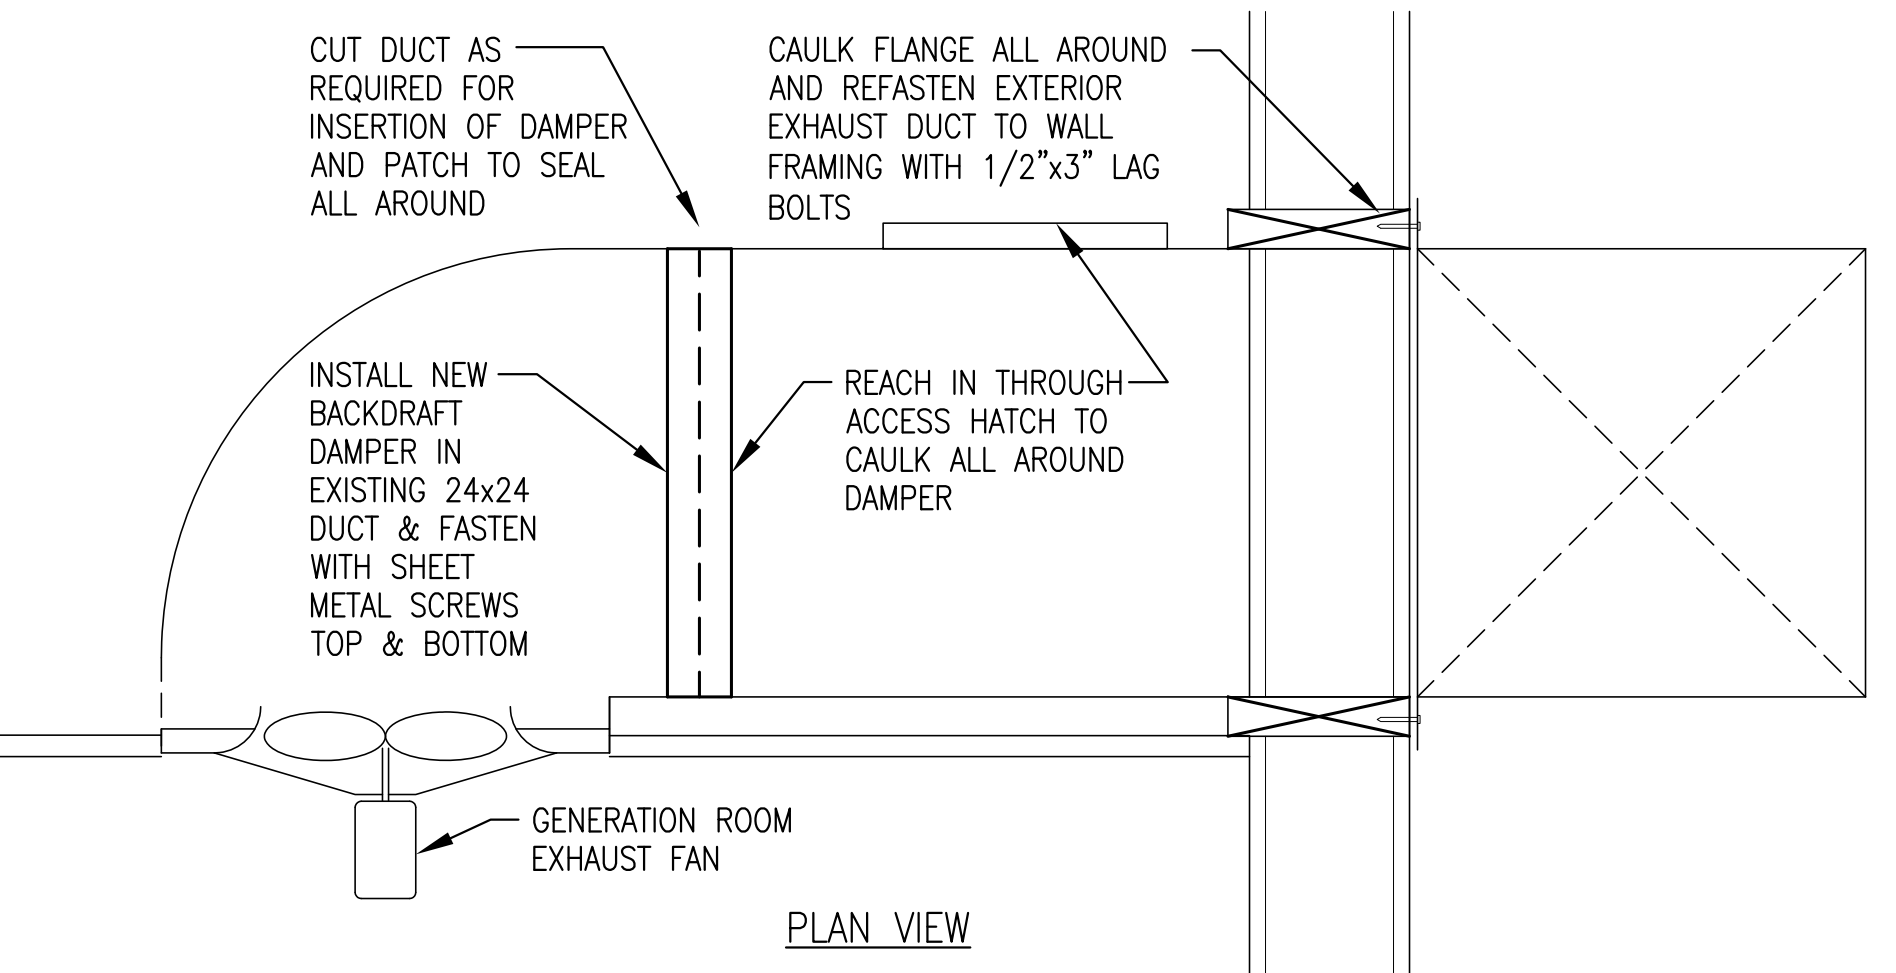 CUT DUCT AS
REQUIRED FOR
INSERTION OF DAMPER
AND PATCH TO SEAL
ALL AROUND
CAULK FLANGE ALL AROUND
AND REFASTEN EXTERIOR
EXHAUST DUCT TO WALL
FRAMING WITH 1/2"x3" LAG
BOLTS
INSTALL NEW
BACKDRAFT
DAMPER IN
EXISTING 24x24
DUCT & FASTEN
WITH SHEET
METAL SCREWS
TOP & BOTTOM
REACH IN THROUGH
ACCESS HATCH TO
CAULK ALL AROUND
DAMPER
GENERATION ROOM
EXHAUST FAN
PLAN VIEW